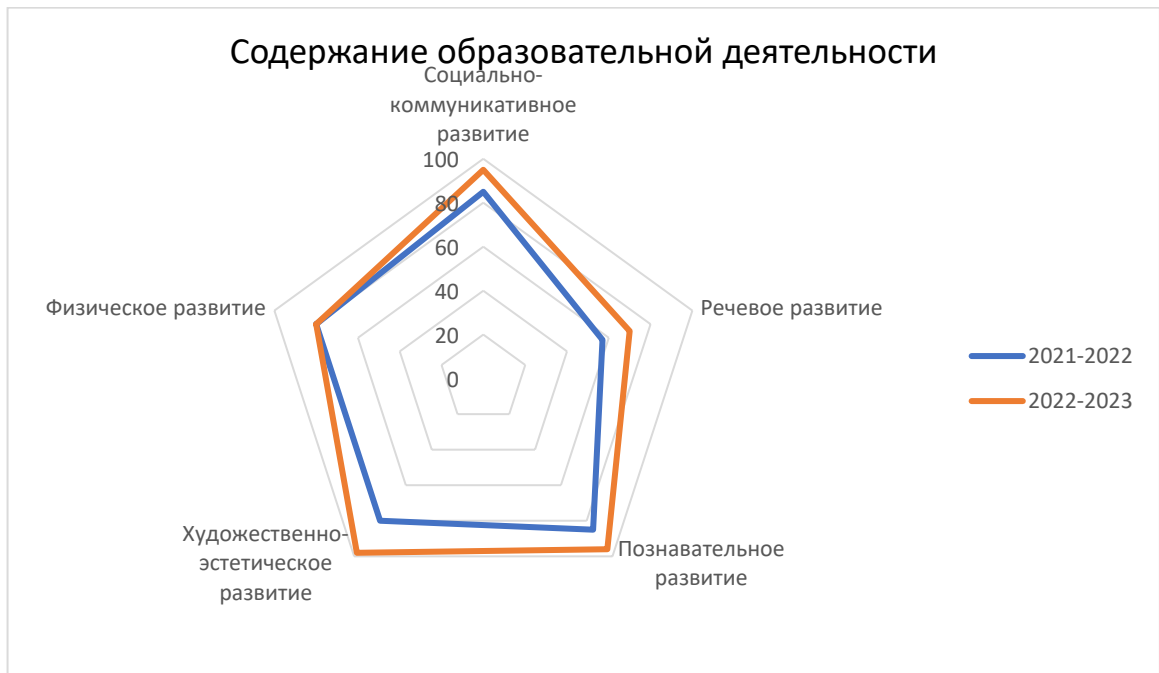 Содержание образовательной деятельности
Социально-
коммуникативное
развитие
100
80
60
40
20
0
Физическое развитие
Речевое развитие
2021-2022
2022-2023
Художественно-
эстетическое
развитие
Познавательное
развитие